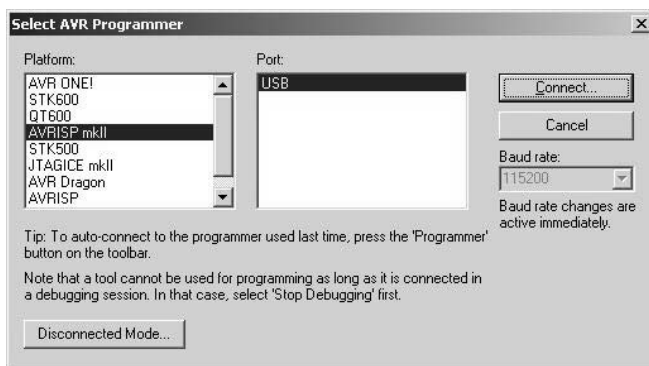 Select AVR Programmer
Platform:
Port:
AVR ONE!
STK600
QT600
AVRISP mkII
STK500
JTAGICE mkII
AVR Dragon
AVRISP
USB
Connect...
Cancel
Baud rate:
115200
Baud rate changes are
active immediately.
Tip: To auto-connect to the programmer used last time, press the 'Programmer'
button on the toolbar.
Note that a tool cannot be used for programming as long as it is connected in
a debugging session. In that case, select 'Stop Debugging' first.
Disconnected Mode...